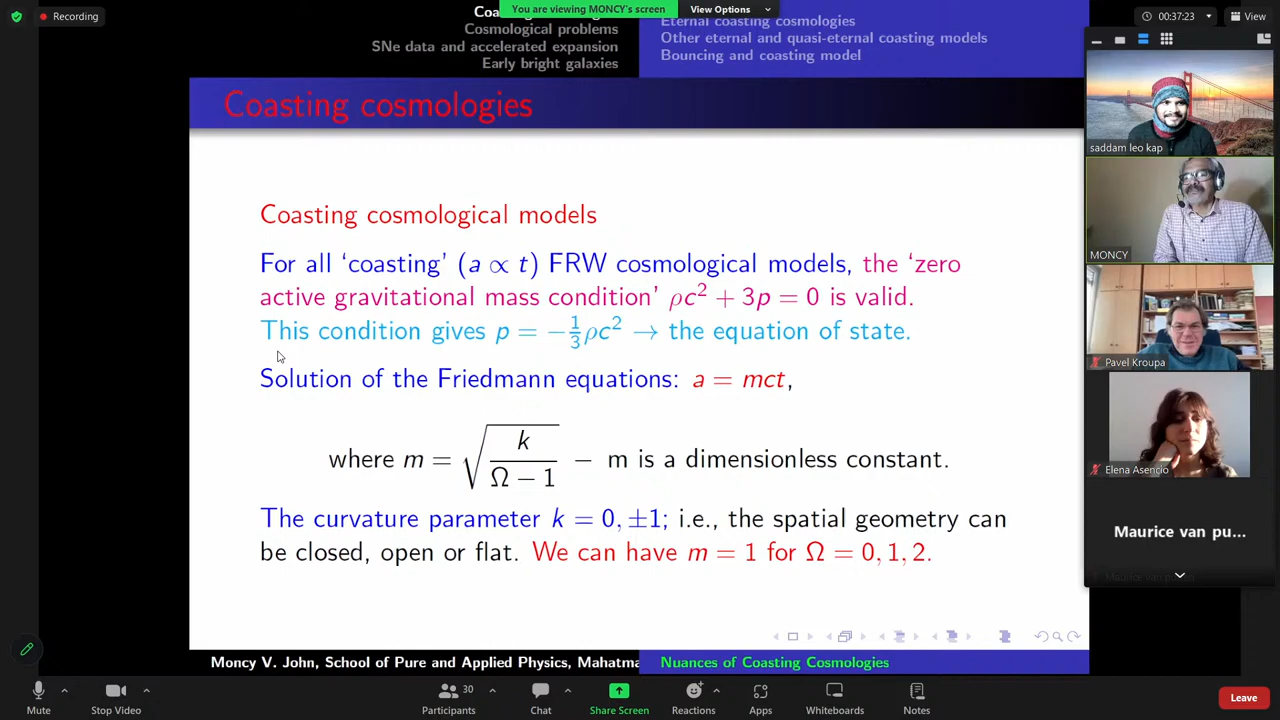 Recording
You are viewing MONCY's screen
View Options
00:37:23
View
Cosmological problems
SNe data and accelerated expansion
Early bright galaxies
Eternal coasting cosmologies
Other eternal and quasi-eternal coasting models
Bouncing and coasting model
Coasting cosmologies
Coasting cosmological models
For all ‘coasting’ (a ∝ t) FRW cosmological models, the ‘zero
active gravitational mass condition’ ρc² + 3p = 0 is valid.
This condition gives p = −1/3ρc² → the equation of state.
Solution of the Friedmann equations: a = mct,
where m = √(k/(Ω − 1)) − m is a dimensionless constant.
The curvature parameter k = 0, ±1; i.e., the spatial geometry can
be closed, open or flat. We can have m = 1 for Ω = 0, 1, 2.
Moncy V. John, School of Pure and Applied Physics, Mahatma
Nuances of Coasting Cosmologies
saddam leo kap
MONCY
Pavel Kroupa
Elena Asencio
Maurice van pu...
Mute
Stop Video
Participants
30
Chat
Share Screen
Reactions
Apps
Whiteboards
Notes
Leave